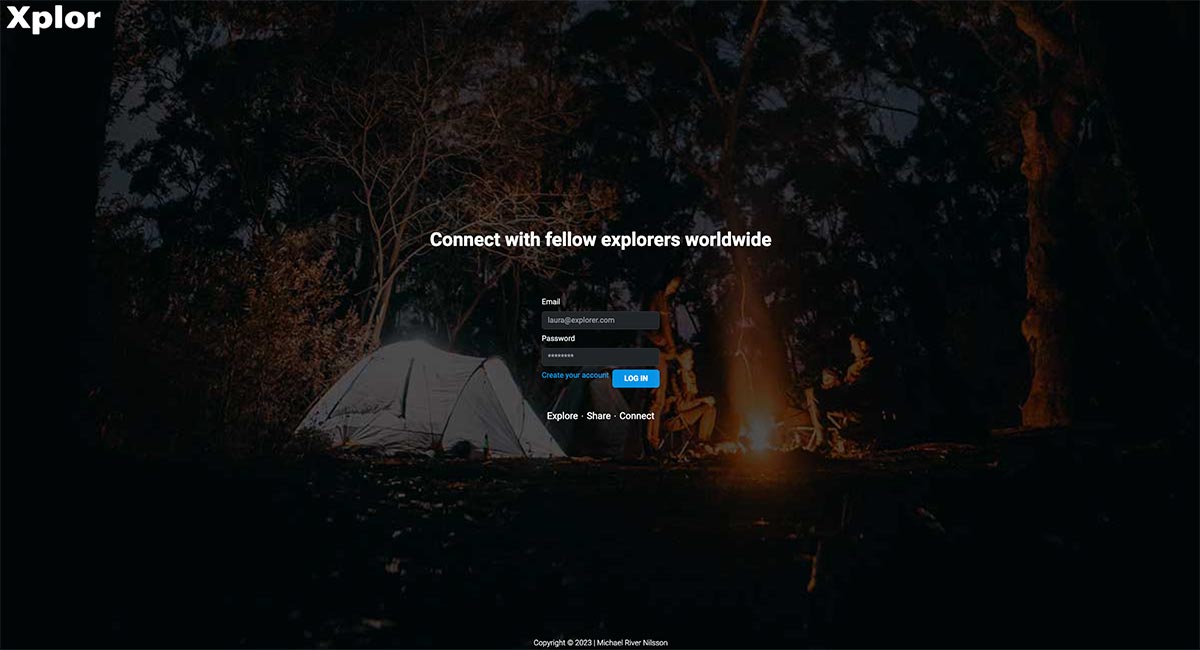 Xplor
Connect with fellow explorers worldwide
Email
laura@explorer.com
Password
********
Create your account LOG IN
Explore · Share · Connect
Copyright © 2023 | Michael River Nilsson